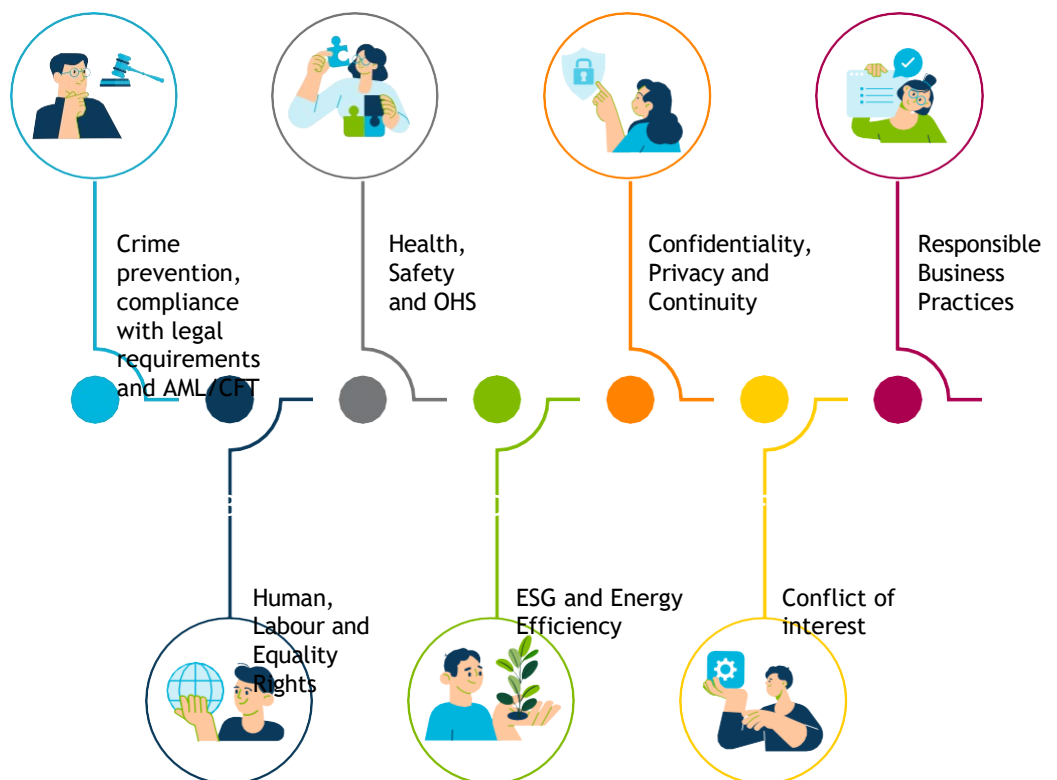 Crime
prevention,
compliance
with legal
requirements
and AML/CFT
Health,
Safety
and OHS
Confidentiality,
Privacy and
Continuity
Responsible
Business
Practices
Human,
Labour and
Equality
Rights
ESG and Energy
Efficiency
Conflict of
interest